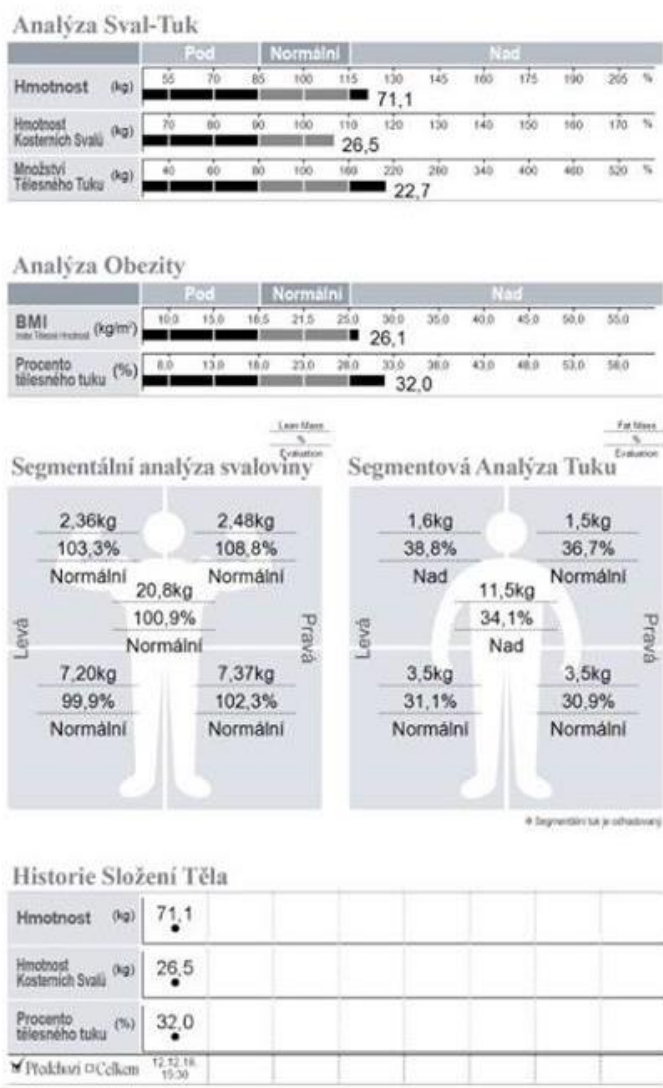 Analýza Sval-Tuk
Pod Normální Nad
Hmotnost (kg) 55 70 85 100 115 130 145 160 175 190 205 %
71,1
Hmotnost Kosterních Svalů (kg) 70 80 90 100 110 120 130 140 150 160 170 %
26,5
Množství Tělesného Tuku (kg) 40 60 80 100 160 220 280 340 400 460 520 %
22,7
Analýza Obezity
Pod Normální Nad
BMI (kg/m²) 10,0 15,0 18,5 21,5 25,0 30,0 35,0 40,0 45,0 50,0 55,0
26,1
Procento tělesného tuku (%) 8,0 13,0 18,0 23,0 28,0 33,0 38,0 43,0 48,0 53,0 58,0
32,0
Lean Mass
%
Evaluation
Segmentální analýza svaloviny
2,36kg 2,48kg
103,3% 108,8%
Normální Normální
20,8kg
100,9%
Normální
Levá Pravá
7,20kg 7,37kg
99,9% 102,3%
Normální Normální
Fat Mass
%
Evaluation
Segmentová Analýza Tuku
1,6kg 1,5kg
38,8% 36,7%
Nad Normální
11,5kg
34,1%
Nad
Levá Pravá
3,5kg 3,5kg
31,1% 30,9%
Normální Normální
* Segmentální tuk je odhadovaný
Historie Složení Těla
Hmotnost (kg) 71,1
Hmotnost Kosterních Svalů (kg) 26,5
Procento tělesného tuku (%) 32,0
Předchozí Celkem 12.12.18.
15:30